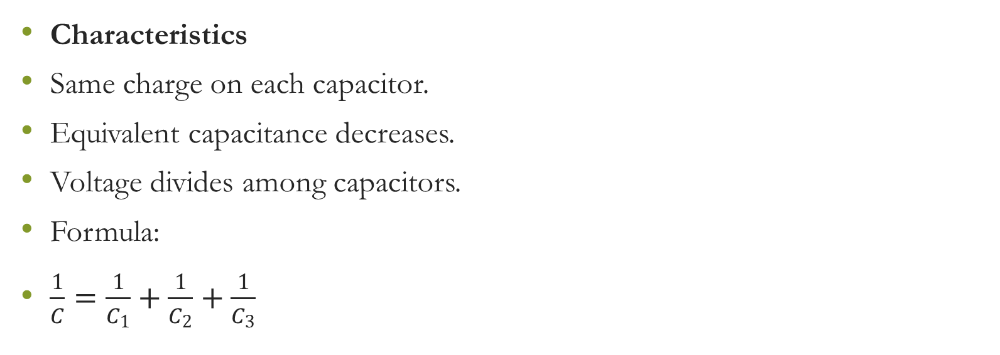 • Characteristics
• Same charge on each capacitor.
• Equivalent capacitance decreases.
• Voltage divides among capacitors.
• Formula:
• 1/C = 1/C₁ + 1/C₂ + 1/C₃